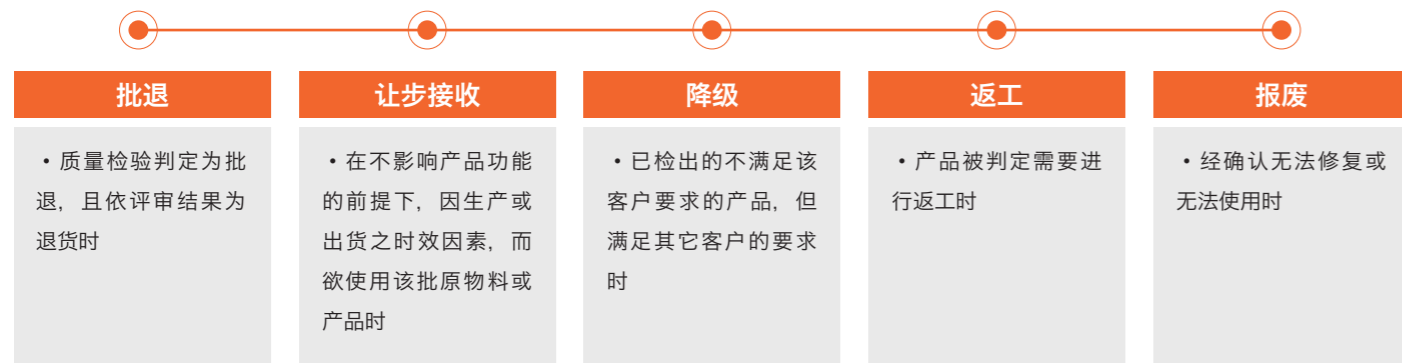 批退
• 质量检验判定为批
退，且依评审结果为
退货时
让步接收
• 在不影响产品功能
的前提下，因生产或
出货之时效因素，而
欲使用该批原物料或
产品时
降级
• 已检出的不满足该
客户要求的产品，但
满足其它客户的要求
时
返工
• 产品被判定需要进
行返工时
报废
• 经确认无法修复或
无法使用时